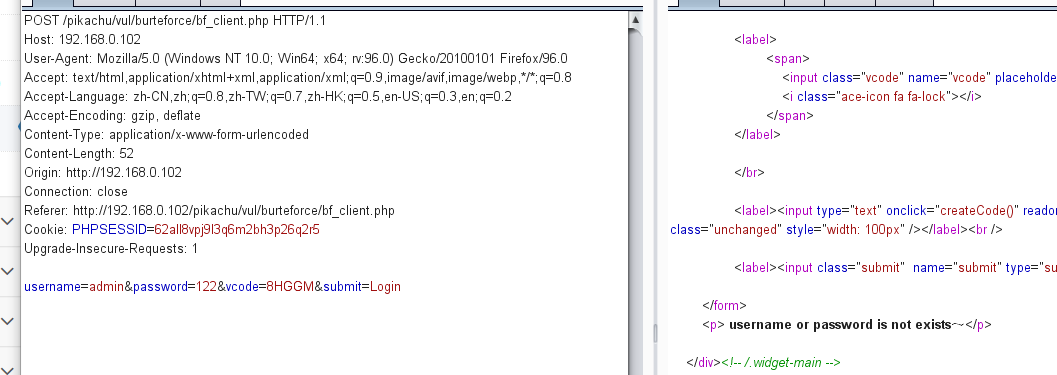 POST /pikachu/vul/burteforce/bf_client.php HTTP/1.1
Host: 192.168.0.102
User-Agent: Mozilla/5.0 (Windows NT 10.0; Win64; x64; rv:96.0) Gecko/20100101 Firefox/96.0
Accept: text/html,application/xhtml+xml,application/xml;q=0.9,image/avif,image/webp,*/*;q=0.8
Accept-Language: zh-CN,zh;q=0.8,zh-TW;q=0.7,zh-HK;q=0.5,en-US;q=0.3,en;q=0.2
Accept-Encoding: gzip, deflate
Content-Type: application/x-www-form-urlencoded
Content-Length: 52
Origin: http://192.168.0.102
Connection: close
Referer: http://192.168.0.102/pikachu/vul/burteforce/bf_client.php
Cookie: PHPSESSID=62all8vpj9l3q6m2bh3p26q2r5
Upgrade-Insecure-Requests: 1
username=admin&password=122&vcode=8HGGM&submit=Login
<label>
<span>
<input class="vcode" name="vcode" placeholde
<i class="ace-icon fa fa-lock"></i>
</span>
</label>
</br>
<label><input type="text" onclick="createCode()" reado
class="unchanged" style="width: 100px" /></label><br />
<label><input class="submit"  name="submit" type="su
</form>
<p> username or password is not exists～</p>
</div><!-- /.widget-main -->